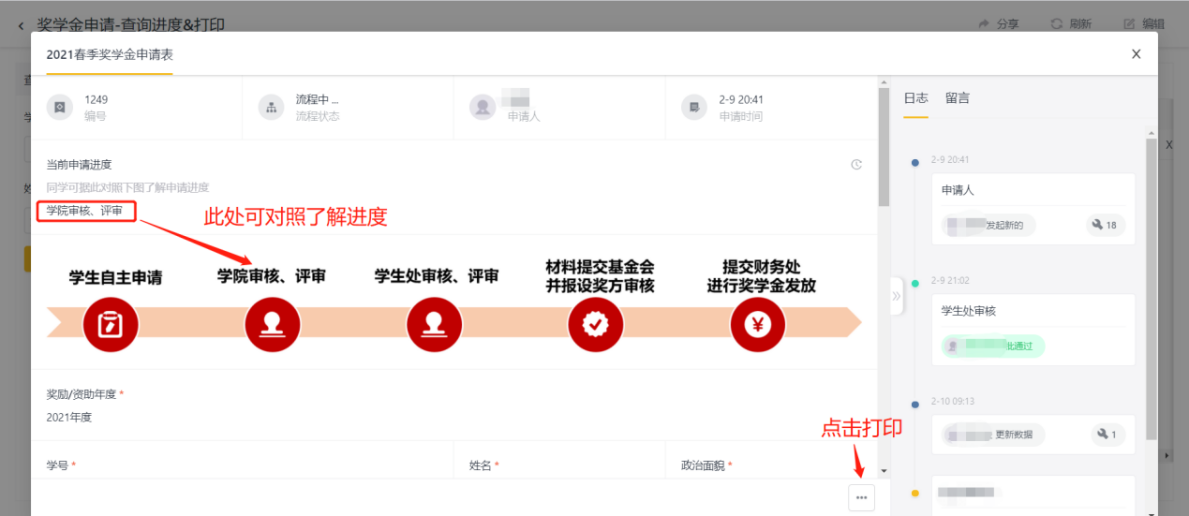 奖学金申请-查询进度&打印
分享
刷新
编辑
2021春季奖学金申请表
X
1249
编号
流程中 ...
流程状态
申请人
2-9 20:41
申请时间
日志
留言
当前申请进度
同学可据此对照下图了解申请进度
学院审核、评审
此处可对照了解进度
学生自主申请
学院审核、评审
学生处审核、评审
材料提交基金会
并报设奖方审核
提交财务处
进行奖学金发放
奖励/资助年度 *
2021年度
点击打印
学号 *
姓名 *
政治面貌 *
2-9 20:41
申请人
发起新的
18
2-9 21:02
学生处审核
批通过
2-10 09:13
更新数据
1